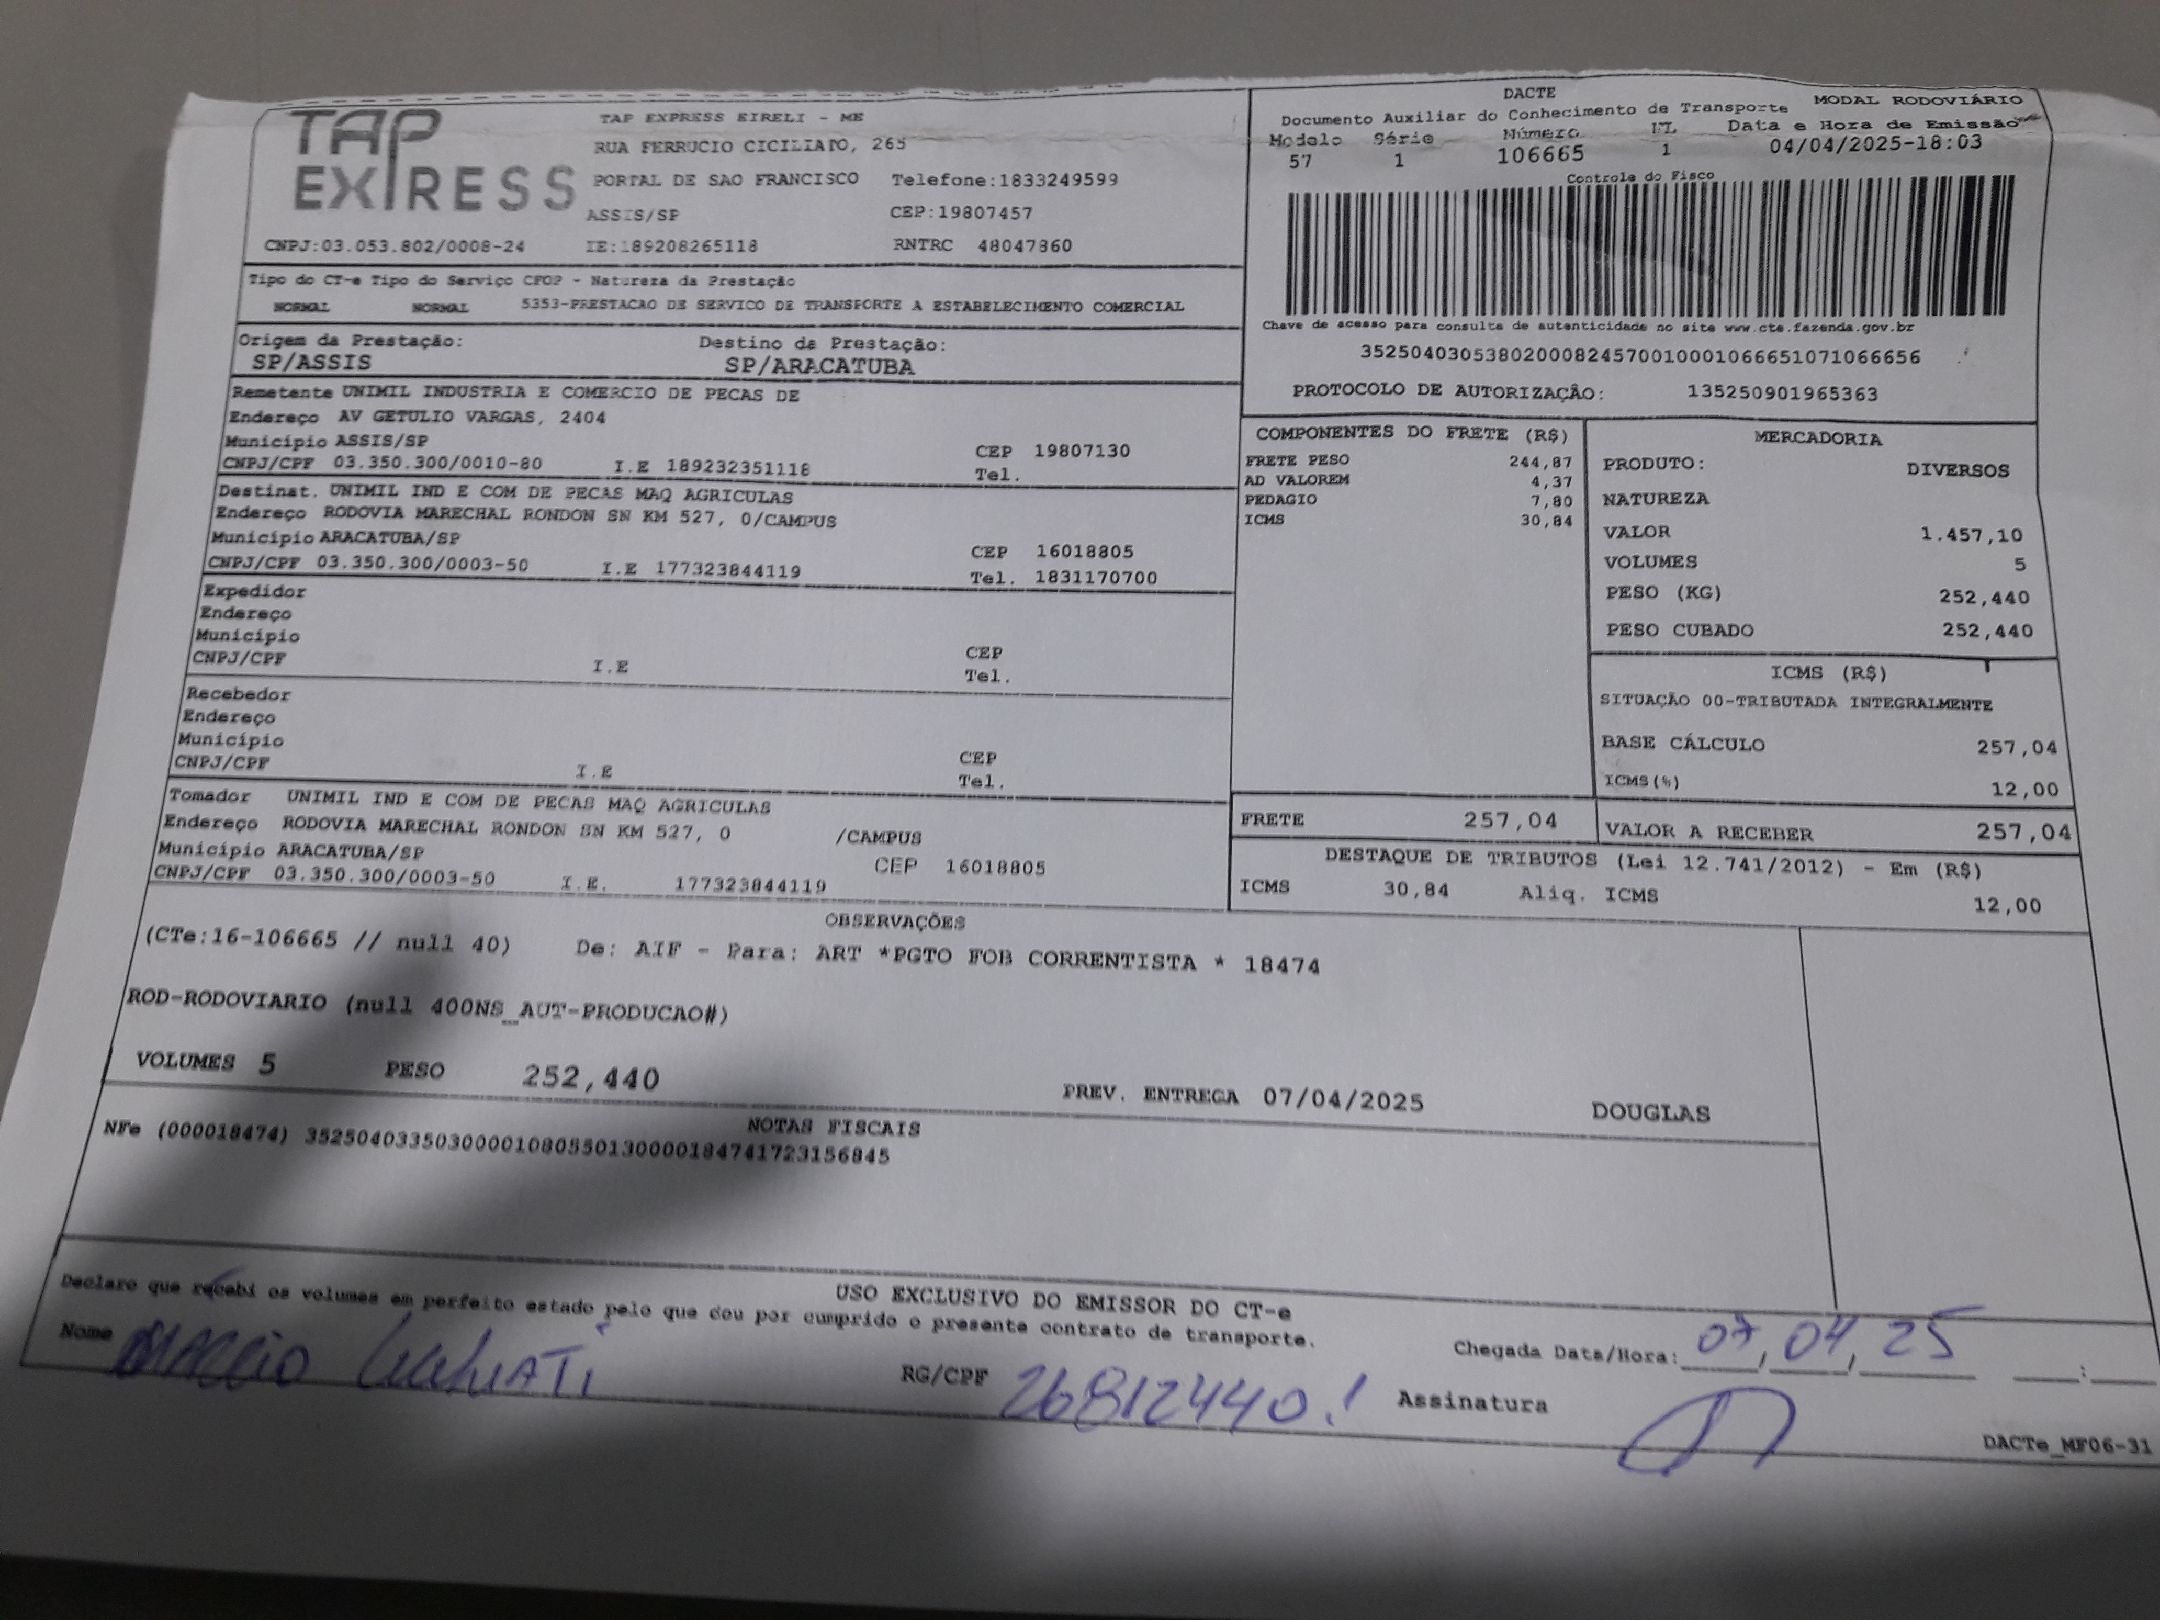 TAP EXPRESS
TAP EXPRESS EIRELI - ME
RUA FERRUCIO CICILIATO, 265
PORTAL DE SAO FRANCISCO Telefone:1833249599
ASSIS/SP CEP:19807457
CNPJ:03.053.802/0008-24 IE:189208265118 RNTRC 48047360
DACTE
Documento Auxiliar do Conhecimento de Transporte MODAL RODOVIÁRIO
Modelo Série Número FL Data e Hora de Emissão
57 1 106665 1 04/04/2025-18:03
Controle do Fisco
Chave de acesso para consulta de autenticidade no site www.cte.fazenda.gov.br
35250403053802000824570010001066651071066656
PROTOCOLO DE AUTORIZAÇÃO: 135250901965363
Tipo do CT-e Tipo do Serviço CFOP - Natureza da Prestação
NORMAL NORMAL 5353-PRESTACAO DE SERVICO DE TRANSPORTE A ESTABELECIMENTO COMERCIAL
Origem da Prestação: Destino da Prestação:
SP/ASSIS SP/ARACATUBA
Remetente UNIMIL INDUSTRIA E COMERCIO DE PECAS DE
Endereço AV GETULIO VARGAS, 2404
Município ASSIS/SP CEP 19807130
CNPJ/CPF 03.350.300/0010-80 I.E 189232351118 Tel.
Destinat. UNIMIL IND E COM DE PECAS MAQ AGRICULAS
Endereço RODOVIA MARECHAL RONDON SN KM 527, 0/CAMPUS
Município ARACATUBA/SP CEP 16018805
CNPJ/CPF 03.350.300/0003-50 I.E 177323844119 Tel. 1831170700
Expedidor
Endereço
Município CEP
CNPJ/CPF I.E Tel.
Recebedor
Endereço
Município CEP
CNPJ/CPF I.E Tel.
Tomador UNIMIL IND E COM DE PECAS MAQ AGRICULAS
Endereço RODOVIA MARECHAL RONDON SN KM 527, 0 /CAMPUS
Município ARACATUBA/SP CEP 16018805
CNPJ/CPF 03.350.300/0003-50 I.E. 177323844119
COMPONENTES DO FRETE (R$)
FRETE PESO 244,87
AD VALOREM 4,37
PEDAGIO 7,80
ICMS 30,84
MERCADORIA
PRODUTO: DIVERSOS
NATUREZA
VALOR 1.457,10
VOLUMES 5
PESO (KG) 252,440
PESO CUBADO 252,440
ICMS (R$)
SITUAÇÃO 00-TRIBUTADA INTEGRALMENTE
BASE CÁLCULO 257,04
ICMS(%) 12,00
FRETE 257,04 VALOR A RECEBER 257,04
DESTAQUE DE TRIBUTOS (Lei 12.741/2012) - Em (R$)
ICMS 30,84 Aliq. ICMS 12,00
OBSERVAÇÕES
(CTe:16-106665 // null 40) De: AIF - Para: ART *PGTO FOB CORRENTISTA * 18474
ROD-RODOVIARIO (null 400NS_AUT-PRODUCAO#)
VOLUMES 5 PESO 252,440 PREV. ENTREGA 07/04/2025 DOUGLAS
NOTAS FISCAIS
NFe (000018474) 35250403350300001080550130000184741723156845
USO EXCLUSIVO DO EMISSOR DO CT-e
Declaro que recebi os volumes em perfeito estado pelo que dou por cumprido o presente contrato de transporte.
Nome RG/CPF 26812440.1 Chegada Data/Hora: 07/04/25 :
Assinatura
DACTe_MF06-31